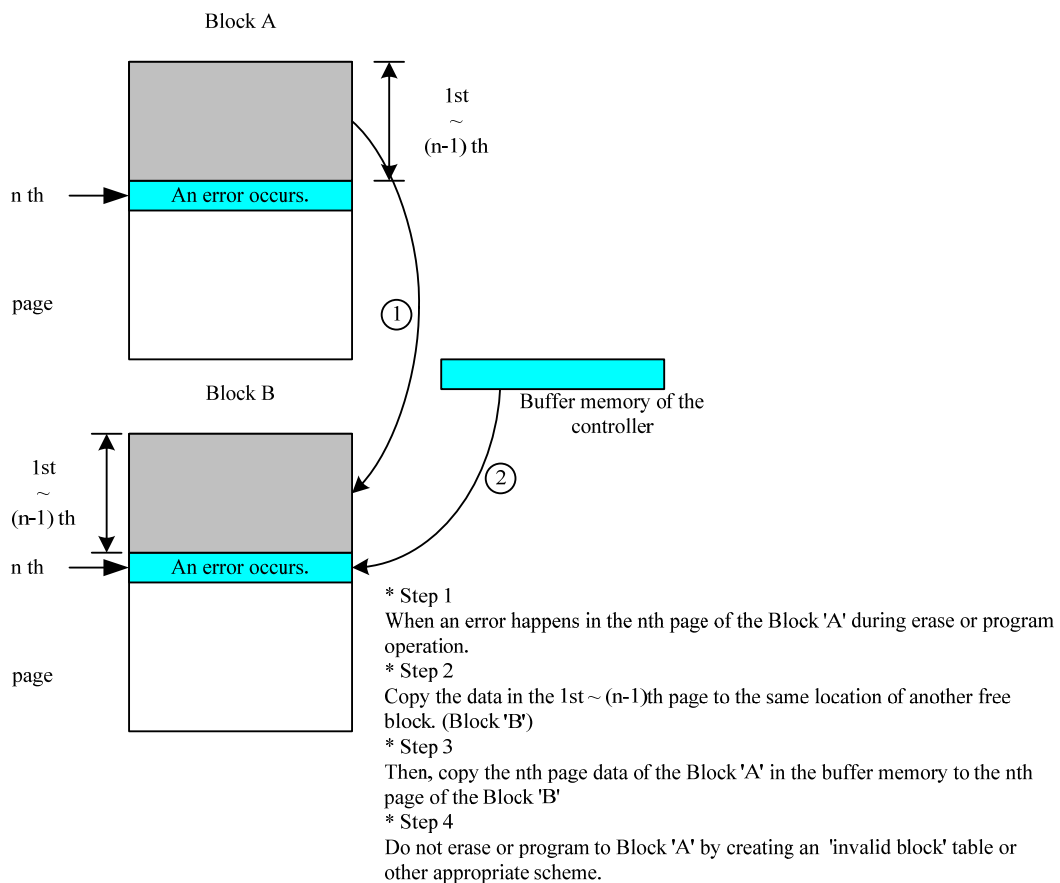 Block A
1st
~
(n-1) th
n th
An error occurs.
page
1
Block B
Buffer memory of the
controller
1st
~
(n-1) th
2
n th
An error occurs.
page
* Step 1
When an error happens in the nth page of the Block 'A' during erase or program
operation.
* Step 2
Copy the data in the 1st ~ (n-1)th page to the same location of another free
block. (Block 'B')
* Step 3
Then, copy the nth page data of the Block 'A' in the buffer memory to the nth
page of the Block 'B'
* Step 4
Do not erase or program to Block 'A' by creating an 'invalid block' table or
other appropriate scheme.